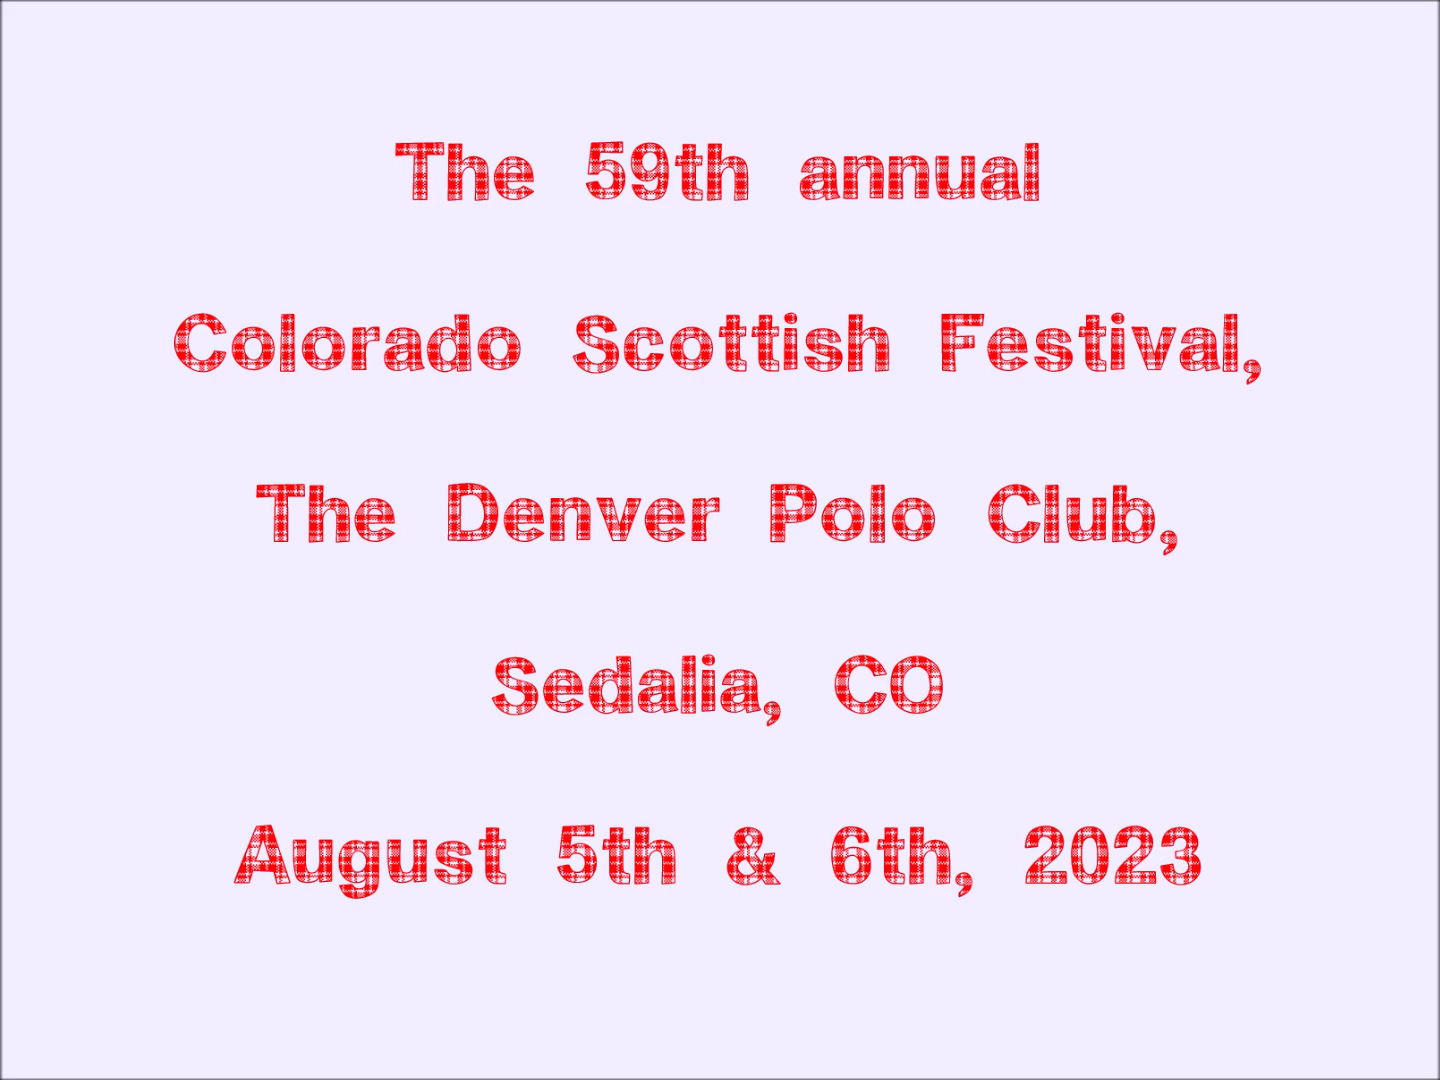 The 59th annual
Colorado Scottish Festival,
The Denver Polo Club,
Sedalia, CO
August 5th & 6th, 2023